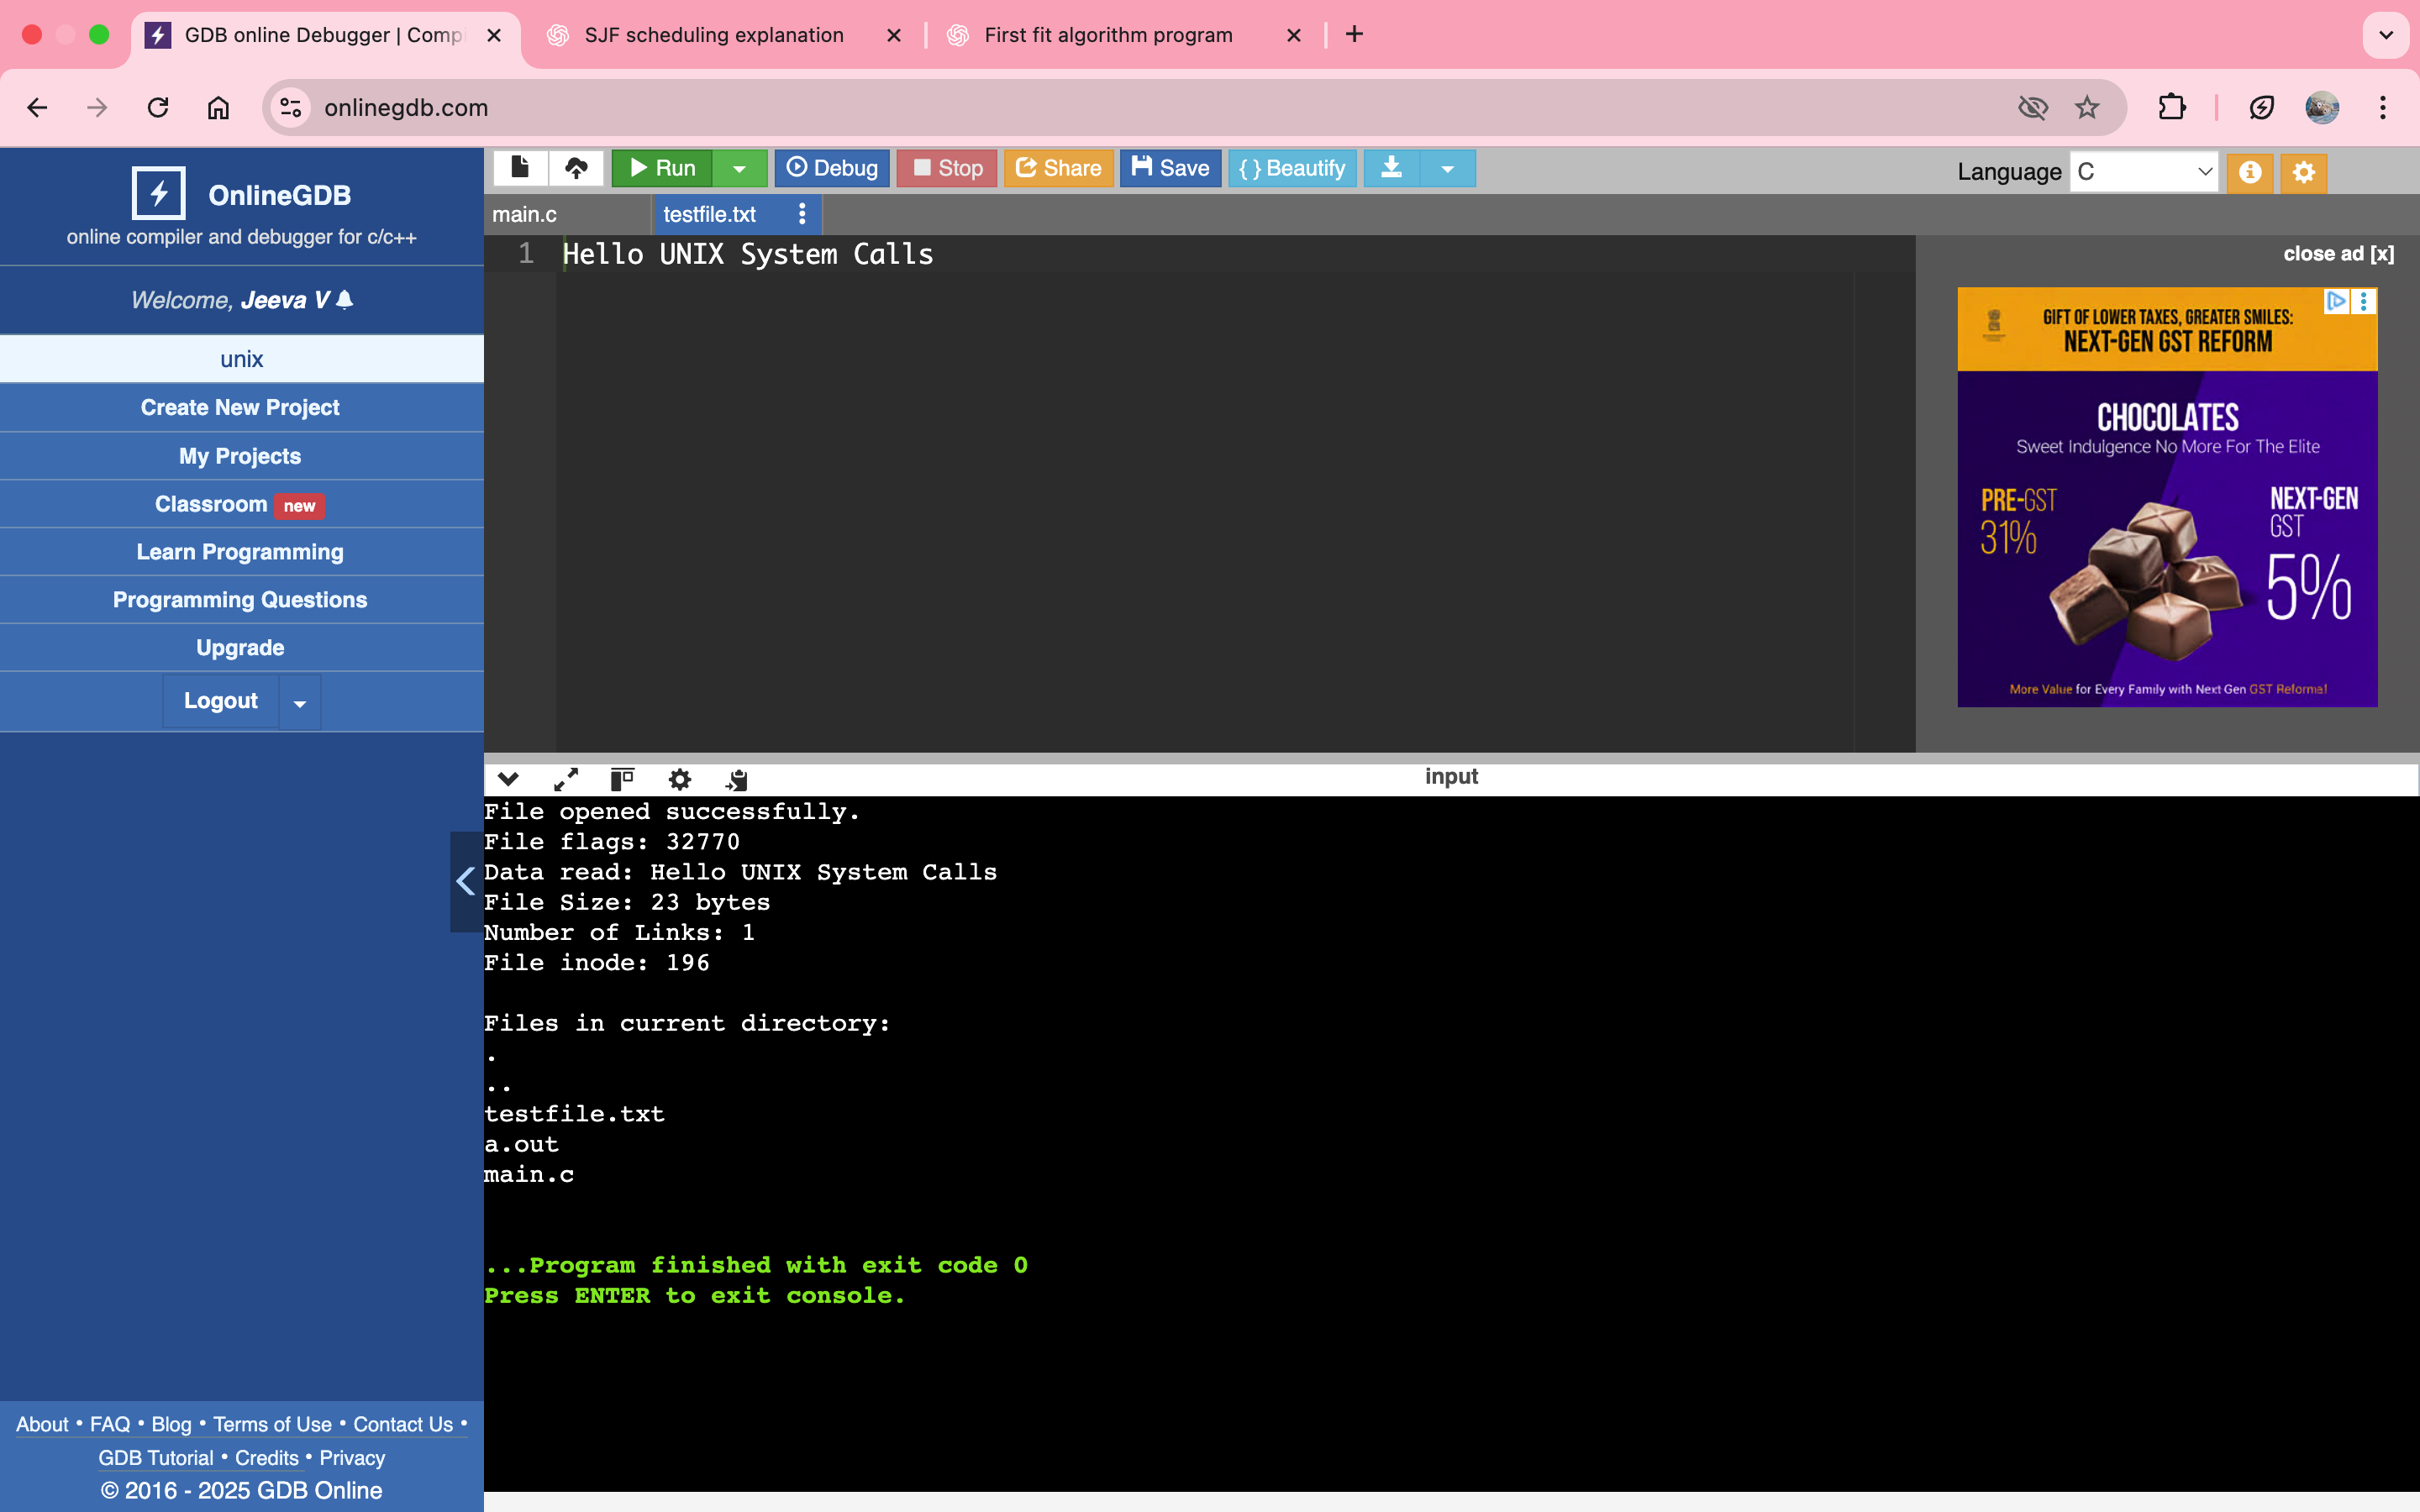 GDB online Debugger | Comp
SJF scheduling explanation
First fit algorithm program
onlinegdb.com
OnlineGDB
online compiler and debugger for c/c++
Welcome, Jeeva V
unix
Create New Project
My Projects
Classroom new
Learn Programming
Programming Questions
Upgrade
Logout
About • FAQ • Blog • Terms of Use • Contact Us •
GDB Tutorial • Credits • Privacy
© 2016 - 2025 GDB Online
Run
Debug
Stop
Share
Save
{ } Beautify
Language C
main.c
testfile.txt
1 Hello UNIX System Calls
close ad [x]
GIFT OF LOWER TAXES, GREATER SMILES:
NEXT-GEN GST REFORM
CHOCOLATES
Sweet Indulgence No More For The Elite
PRE-GST
31%
NEXT-GEN
GST
5%
More Value for Every Family with Next Gen GST Reforms!
input
File opened successfully.
File flags: 32770
Data read: Hello UNIX System Calls
File Size: 23 bytes
Number of Links: 1
File inode: 196
Files in current directory:
.
..
testfile.txt
a.out
main.c
...Program finished with exit code 0
Press ENTER to exit console.